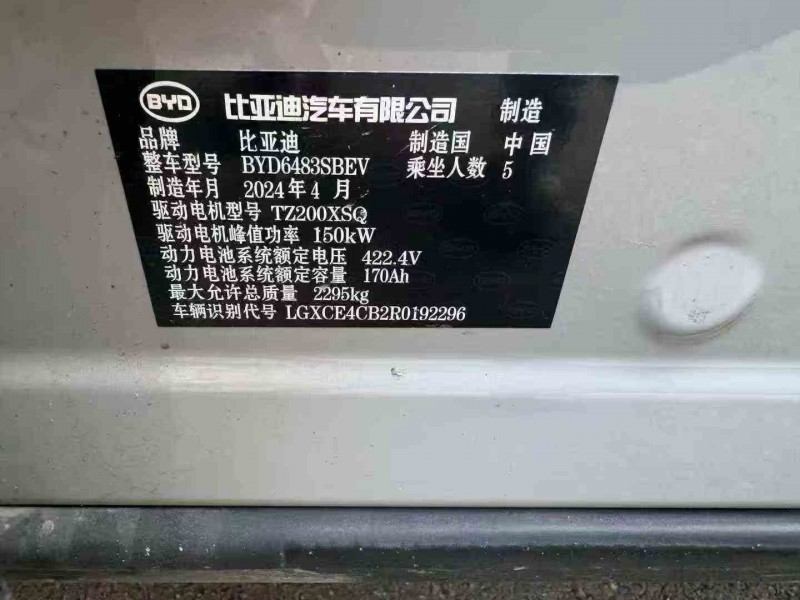 BYD 比亚迪汽车有限公司 制造
品牌 比亚迪 制造国 中国
整车型号 BYD6483SBEV 乘坐人数 5
制造年月 2024年4月
驱动电机型号 TZ200XSQ
驱动电机峰值功率 150kW
动力电池系统额定电压 422.4V
动力电池系统额定容量 170Ah
最大允许总质量 2295kg
车辆识别代号 LGXCE4CB2R0192296